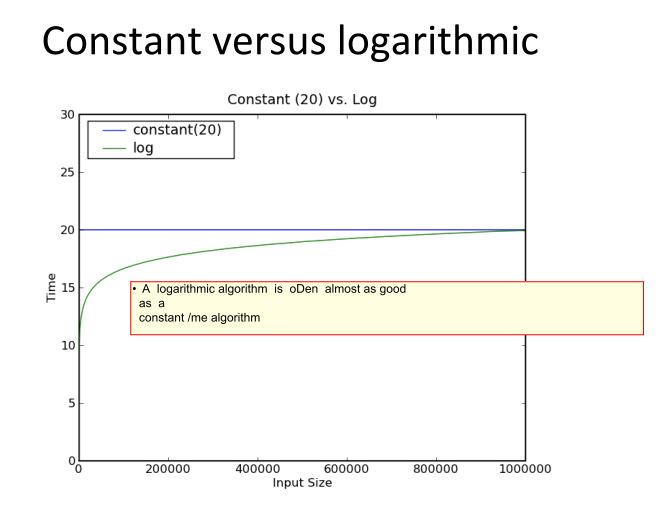 Constant versus logarithmic
Constant (20) vs. Log
30
constant(20)
log
25
20
15
• A logarithmic algorithm is oDen almost as good
as a
constant /me algorithm
Time
10
5
0
0 200000 400000 600000 800000 1000000
Input Size